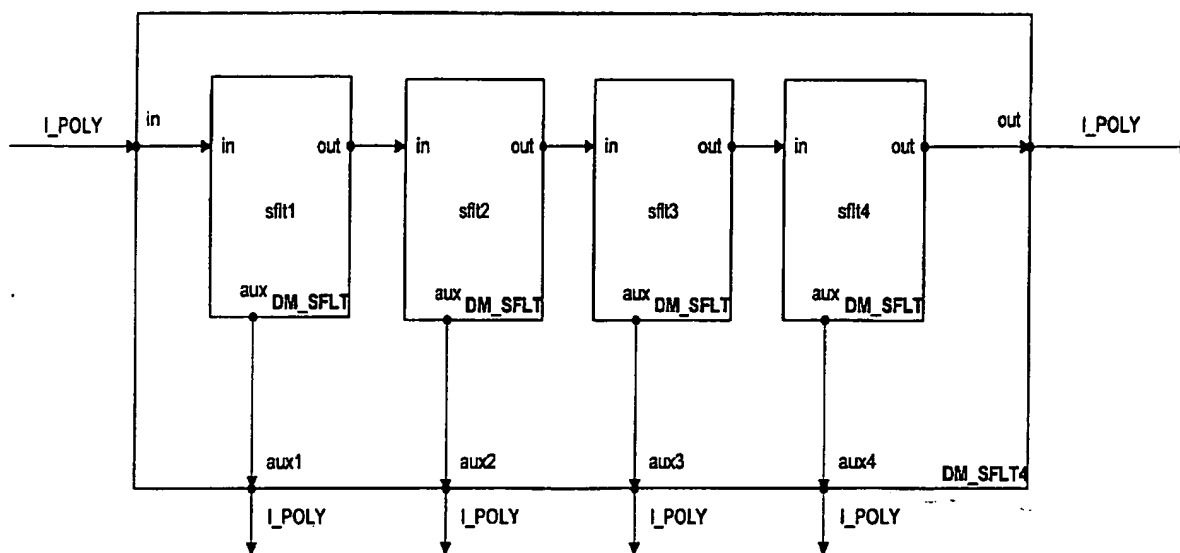 I_POLY in out I_POLY
in out in out in out in out
sflt1 sflt2 sflt3 sflt4
aux DM_SFLT aux DM_SFLT aux DM_SFLT aux DM_SFLT
aux1 aux2 aux3 aux4
DM_SFLT4
I_POLY I_POLY I_POLY I_POLY